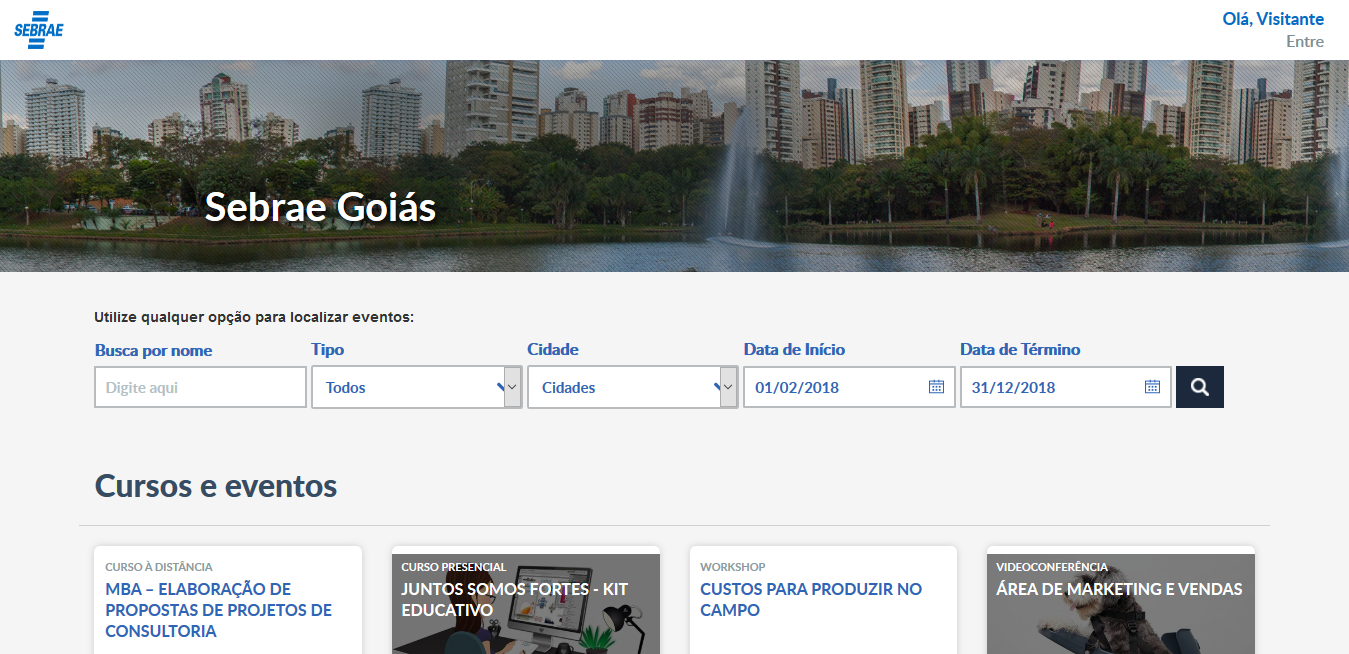 SEBRAE
Olá, Visitante
Entre
Sebrae Goiás
Utilize qualquer opção para localizar eventos:
Busca por nome
Tipo
Cidade
Data de Início
Data de Término
Digite aqui
Todos
Cidades
01/02/2018
31/12/2018
Cursos e eventos
CURSO À DISTÂNCIA
MBA – ELABORAÇÃO DE
PROPOSTAS DE PROJETOS DE
CONSULTORIA
CURSO PRESENCIAL
JUNTOS SOMOS FORTES - KIT
EDUCATIVO
WORKSHOP
CUSTOS PARA PRODUZIR NO
CAMPO
VIDEOCONFERÊNCIA
ÁREA DE MARKETING E VENDAS